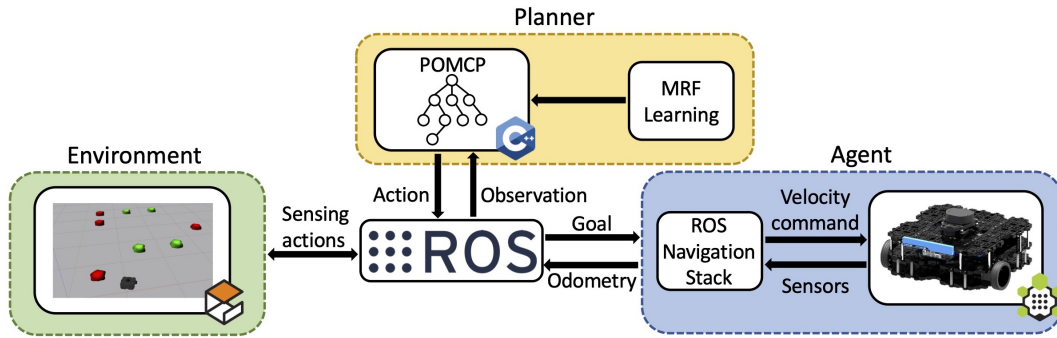 Planner
POMCP
C++
MRF
Learning
Environment
Agent
Action
Observation
Sensing
actions
ROS
Goal
Odometry
ROS
Navigation
Stack
Velocity
command
Sensors